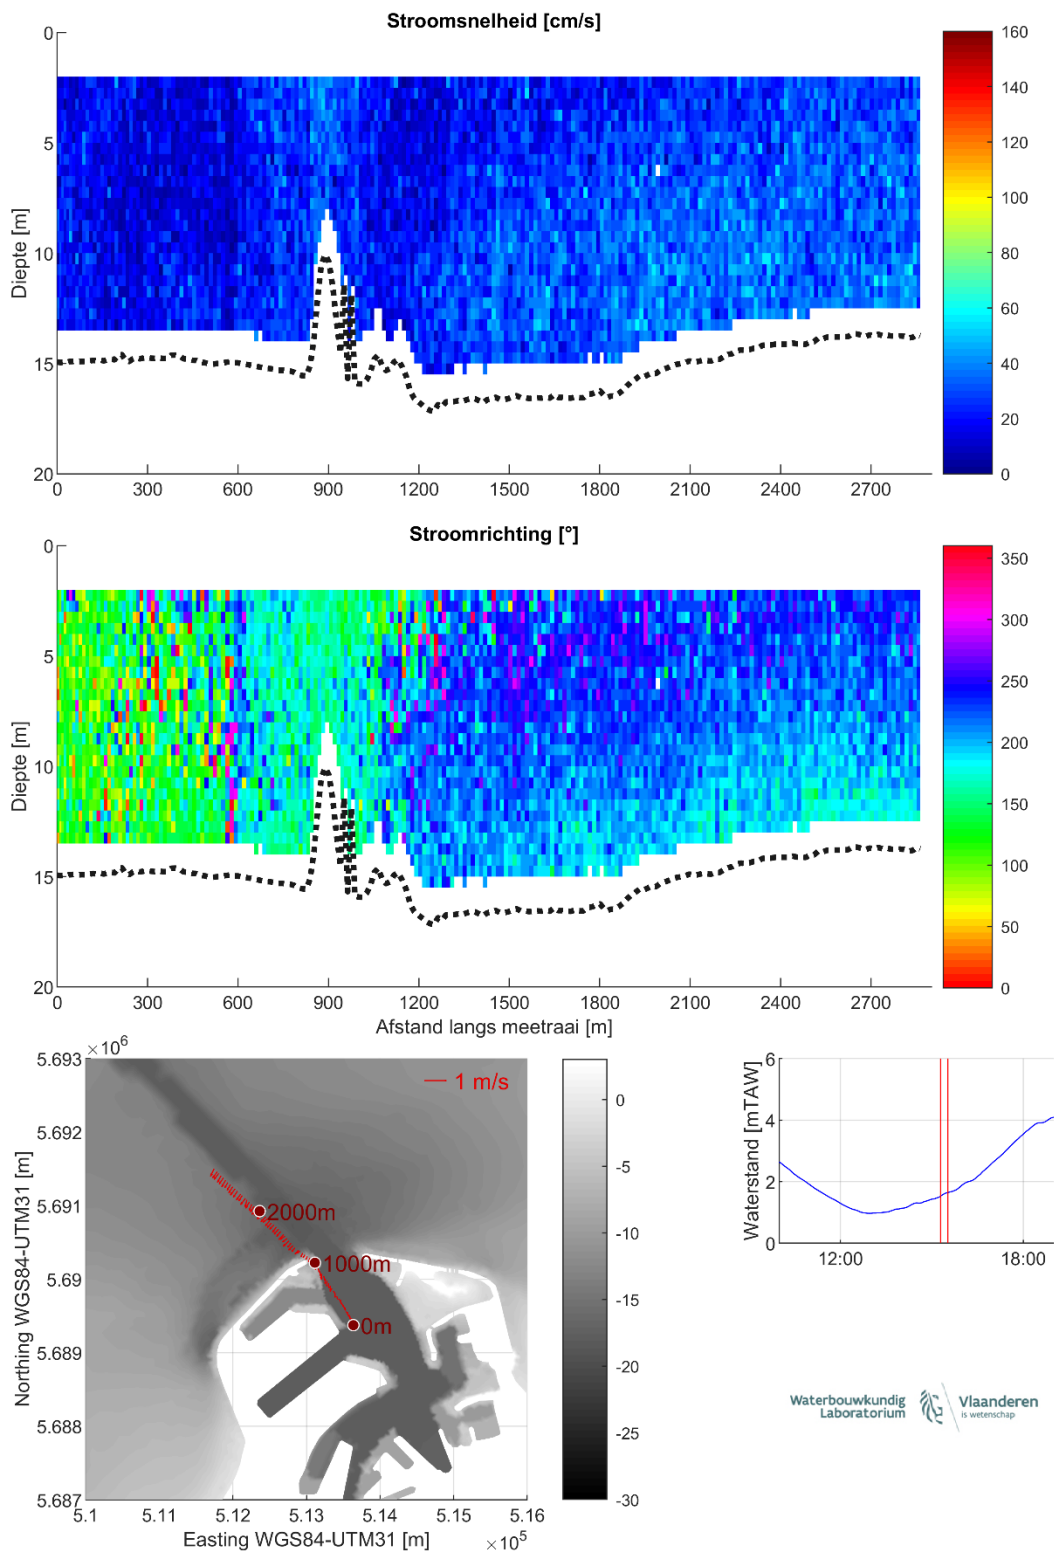 Stroomsnelheid [cm/s]
Diepte [m]
0
5
10
15
20
0 300 600 900 1200 1500 1800 2100 2400 2700
160
140
120
100
80
60
40
20
0
Stroomrichting [°]
Diepte [m]
0
5
10
15
20
0 300 600 900 1200 1500 1800 2100 2400 2700
Afstand langs meetraai [m]
350
300
250
200
150
100
50
0
×10⁶
Northing WGS84-UTM31 [m]
5.693
5.692
5.691
5.69
5.689
5.688
5.687
5.1 5.11 5.12 5.13 5.14 5.15 5.16
Easting WGS84-UTM31 [m]
×10⁵
1 m/s
2000m
1000m
0m
0
-5
-10
-15
-20
-25
-30
Waterstand [mTAW]
6
4
2
0
12:00 18:00
Waterbouwkundig
Laboratorium
Vlaanderen
is wetenschap